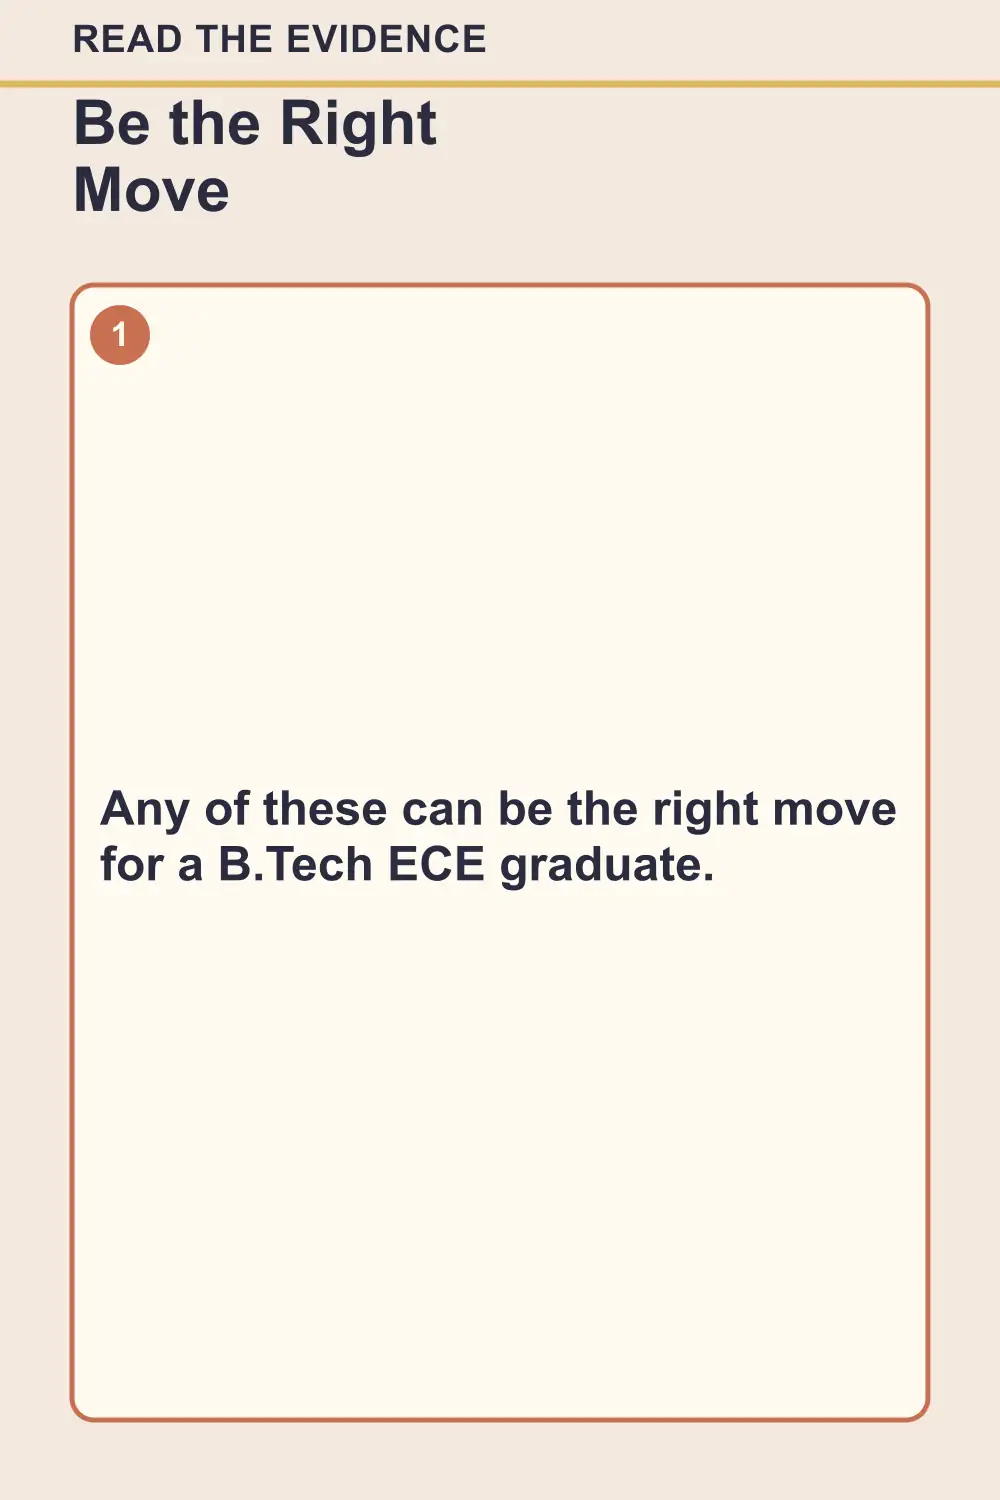 READ THE EVIDENCE
Be the Right
Move
1
Any of these can be the right move
for a B.Tech ECE graduate.